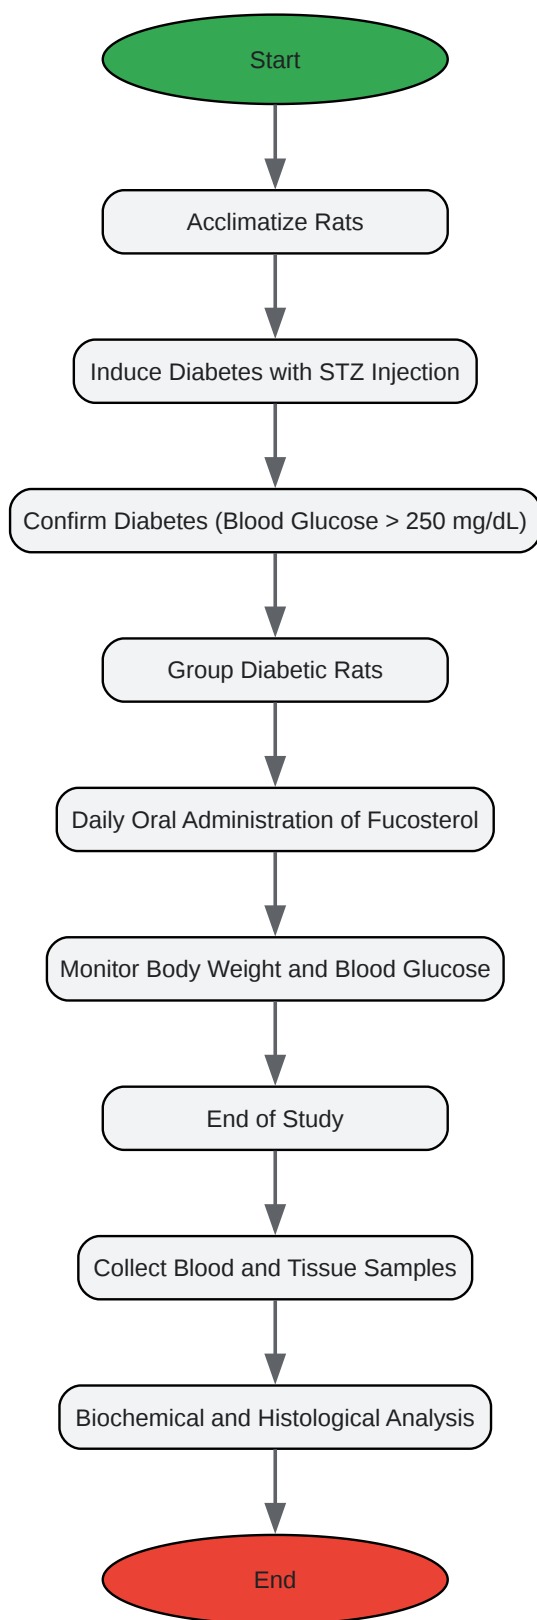 Start
Acclimatize Rats
Induce Diabetes with STZ Injection
Confirm Diabetes (Blood Glucose > 250 mg/dL)
Group Diabetic Rats
Daily Oral Administration of Fucosterol
Monitor Body Weight and Blood Glucose
End of Study
Collect Blood and Tissue Samples
Biochemical and Histological Analysis
End